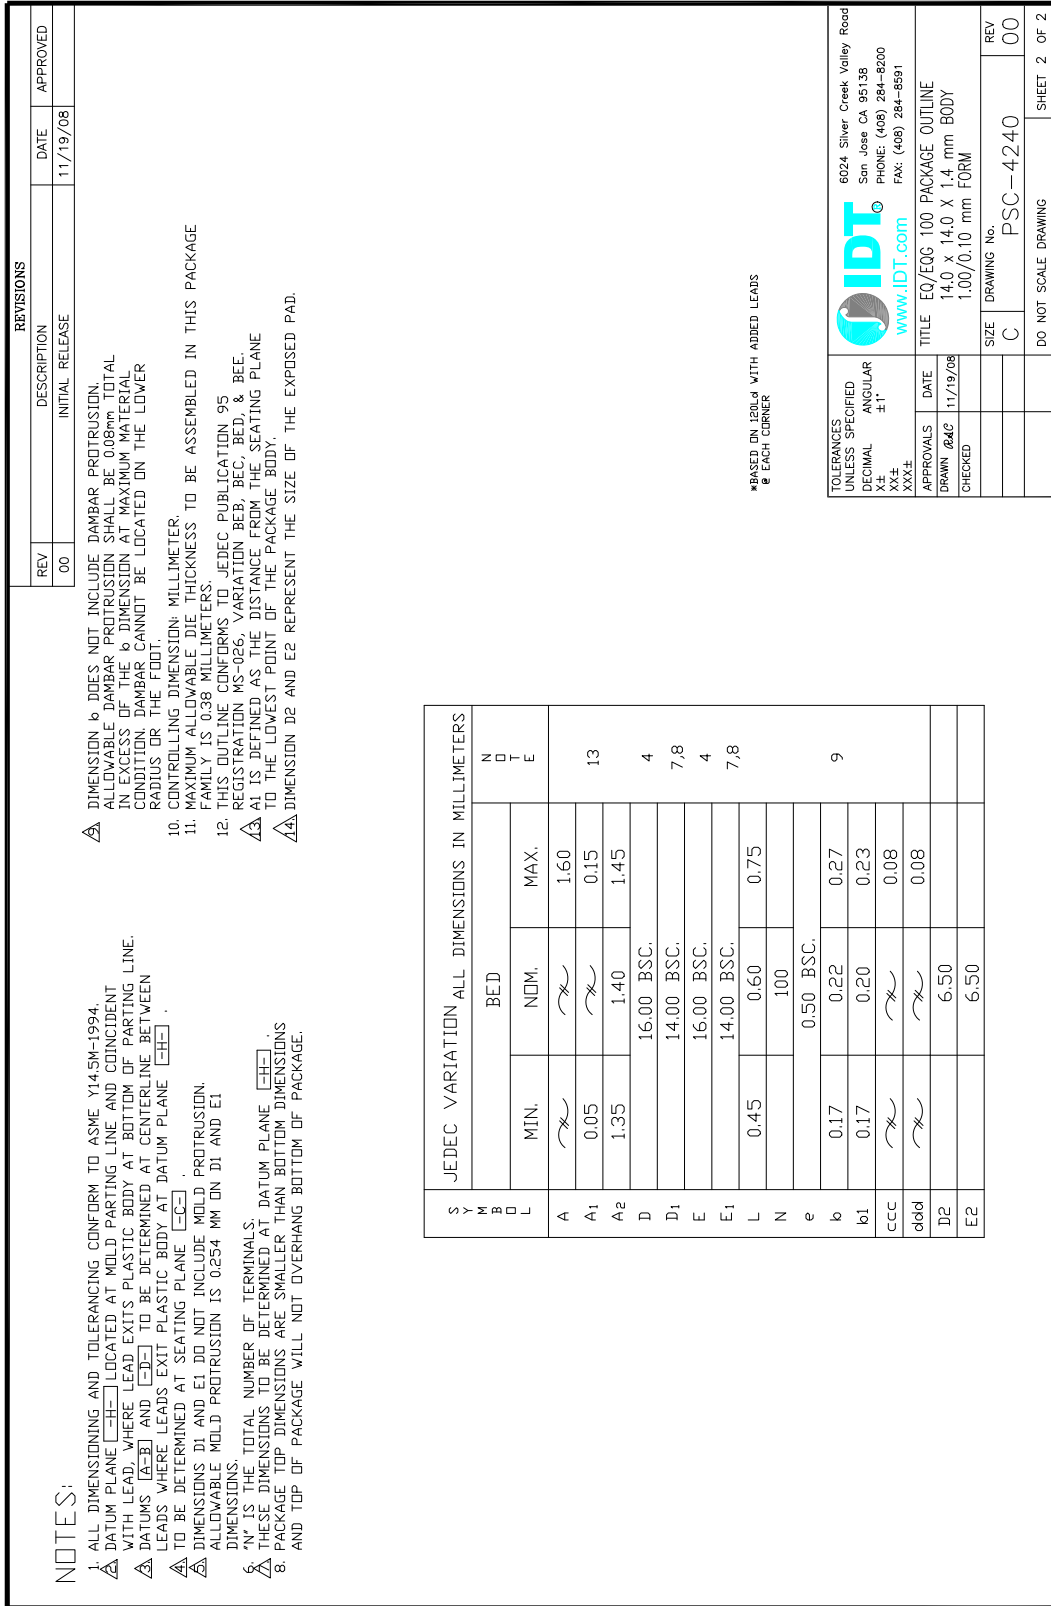 NOTES:
1. ALL DIMENSIONING AND TOLERANCING CONFORM TO ASME Y14.5M-1994.
2. DATUM PLANE -H- LOCATED AT MOLD PARTING LINE AND COINCIDENT
WITH LEAD, WHERE LEAD EXITS PLASTIC BODY AT BOTTOM OF PARTING LINE.
3. DATUMS A-B AND -D- TO BE DETERMINED AT CENTERLINE BETWEEN
LEADS WHERE LEADS EXIT PLASTIC BODY AT DATUM PLANE -H- .
4. TO BE DETERMINED AT SEATING PLANE -C- .
5. DIMENSIONS D1 AND E1 DO NOT INCLUDE MOLD PROTRUSION.
ALLOWABLE MOLD PROTRUSION IS 0.254 MM ON D1 AND E1
DIMENSIONS.
6. "N" IS THE TOTAL NUMBER OF TERMINALS.
7. THESE DIMENSIONS TO BE DETERMINED AT DATUM PLANE -H- .
8. PACKAGE TOP DIMENSIONS ARE SMALLER THAN BOTTOM DIMENSIONS
AND TOP OF PACKAGE WILL NOT OVERHANG BOTTOM OF PACKAGE.
9. DIMENSION b DOES NOT INCLUDE DAMBAR PROTRUSION.
ALLOWABLE DAMBAR PROTRUSION SHALL BE 0.08mm TOTAL
IN EXCESS OF THE b DIMENSION AT MAXIMUM MATERIAL
CONDITION. DAMBAR CANNOT BE LOCATED ON THE LOWER
RADIUS OR THE FOOT.
10. CONTROLLING DIMENSION: MILLIMETER.
11. MAXIMUM ALLOWABLE DIE THICKNESS TO BE ASSEMBLED IN THIS PACKAGE
FAMILY IS 0.38 MILLIMETERS.
12. THIS OUTLINE CONFORMS TO JEDEC PUBLICATION 95
REGISTRATION MS-026, VARIATION BEB, BEC, BED, & BEE.
13. A1 IS DEFINED AS THE DISTANCE FROM THE SEATING PLANE
TO THE LOWEST POINT OF THE PACKAGE BODY.
14. DIMENSION D2 AND E2 REPRESENT THE SIZE OF THE EXPOSED PAD.
REVISIONS
REV DESCRIPTION DATE APPROVED
00 INITIAL RELEASE 11/19/08
SYMBOL JEDEC VARIATION ALL DIMENSIONS IN MILLIMETERS
BED NOTE
MIN. NOM. MAX.
A 1.60
A1 0.05 0.15 13
A2 1.35 1.40 1.45
D 16.00 BSC. 4
D1 14.00 BSC. 7,8
E 16.00 BSC. 4
E1 14.00 BSC. 7,8
L 0.45 0.60 0.75
N 100
e 0.50 BSC.
b 0.17 0.22 0.27 9
b1 0.17 0.20 0.23
ccc 0.08
ddd 0.08
D2 6.50
E2 6.50
*BASED ON 120Ld WITH ADDED LEADS
@ EACH CORNER
TOLERANCES
UNLESS SPECIFIED
DECIMAL ANGULAR
X± ±1°
XX±
XXX±
IDT®
www.IDT.com
6024 Silver Creek Valley Road
San Jose CA 95138
PHONE: (408) 284-8200
FAX: (408) 284-8591
APPROVALS DATE
DRAWN RAC 11/19/08
CHECKED
TITLE EQ/EQG 100 PACKAGE OUTLINE
14.0 x 14.0 X 1.4 mm BODY
1.00/0.10 mm FORM
SIZE DRAWING No. REV
C PSC-4240 00
DO NOT SCALE DRAWING SHEET 2 OF 2